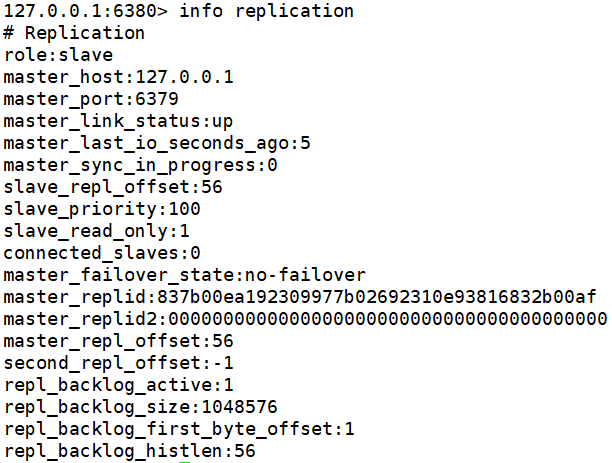 127.0.0.1:6380> info replication
# Replication
role:slave
master_host:127.0.0.1
master_port:6379
master_link_status:up
master_last_io_seconds_ago:5
master_sync_in_progress:0
slave_repl_offset:56
slave_priority:100
slave_read_only:1
connected_slaves:0
master_failover_state:no-failover
master_replid:837b00ea192309977b02692310e93816832b00af
master_replid2:0000000000000000000000000000000000000000
master_repl_offset:56
second_repl_offset:-1
repl_backlog_active:1
repl_backlog_size:1048576
repl_backlog_first_byte_offset:1
repl_backlog_histlen:56